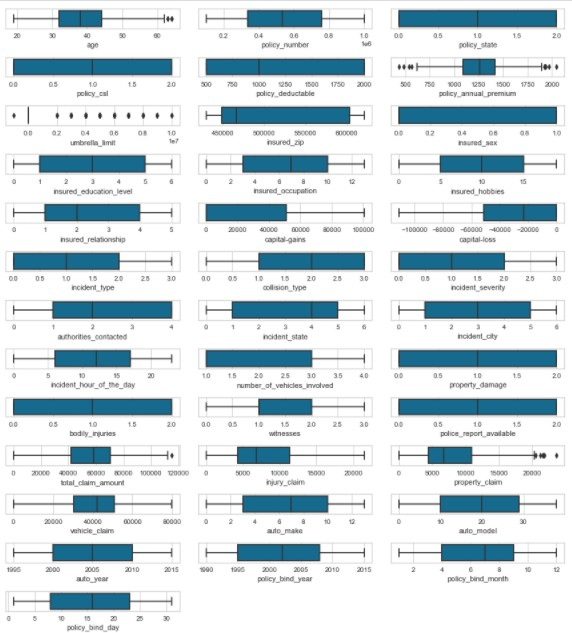 20 30 40 50 60
age
0.2 0.4 0.6 0.8 1.0
1e6
policy_number
0.0 0.5 1.0 1.5 2.0
policy_state
0.0 0.5 1.0 1.5 2.0
policy_csl
500 750 1000 1250 1500 1750 2000
policy_deductable
500 750 1000 1250 1500 1750 2000
policy_annual_premium
0.0 0.2 0.4 0.6 0.8 1.0
1e7
umbrella_limit
450000 500000 550000 600000
insured_zip
0.0 0.2 0.4 0.6 0.8 1.0
insured_sex
0 1 2 3 4 5 6
insured_education_level
0 2 4 6 8 10 12
insured_occupation
0 5 10 15
insured_hobbies
0 1 2 3 4 5
insured_relationship
0 20000 40000 60000 80000 100000
capital-gains
−100000 −80000 −60000 −40000 −20000 0
capital-loss
0.0 0.5 1.0 1.5 2.0 2.5 3.0
incident_type
0.0 0.5 1.0 1.5 2.0 2.5 3.0
collision_type
0.0 0.5 1.0 1.5 2.0 2.5 3.0
incident_severity
0 1 2 3 4
authorities_contacted
0 1 2 3 4 5 6
incident_state
0 1 2 3 4 5 6
incident_city
0 5 10 15 20
incident_hour_of_the_day
1.0 1.5 2.0 2.5 3.0 3.5 4.0
number_of_vehicles_involved
0.0 0.5 1.0 1.5 2.0
property_damage
0.0 0.5 1.0 1.5 2.0
bodily_injuries
0.0 0.5 1.0 1.5 2.0 2.5 3.0
witnesses
0.0 0.5 1.0 1.5 2.0
police_report_available
0 20000 40000 60000 80000 100000 120000
total_claim_amount
0 5000 10000 15000 20000
injury_claim
0 5000 10000 15000 20000
property_claim
0 20000 40000 60000 80000
vehicle_claim
0 2 4 6 8 10 12
auto_make
0 10 20 30
auto_model
1995 2000 2005 2010 2015
auto_year
1990 1995 2000 2005 2010 2015
policy_bind_year
2 4 6 8 10 12
policy_bind_month
0 5 10 15 20 25 30
policy_bind_day